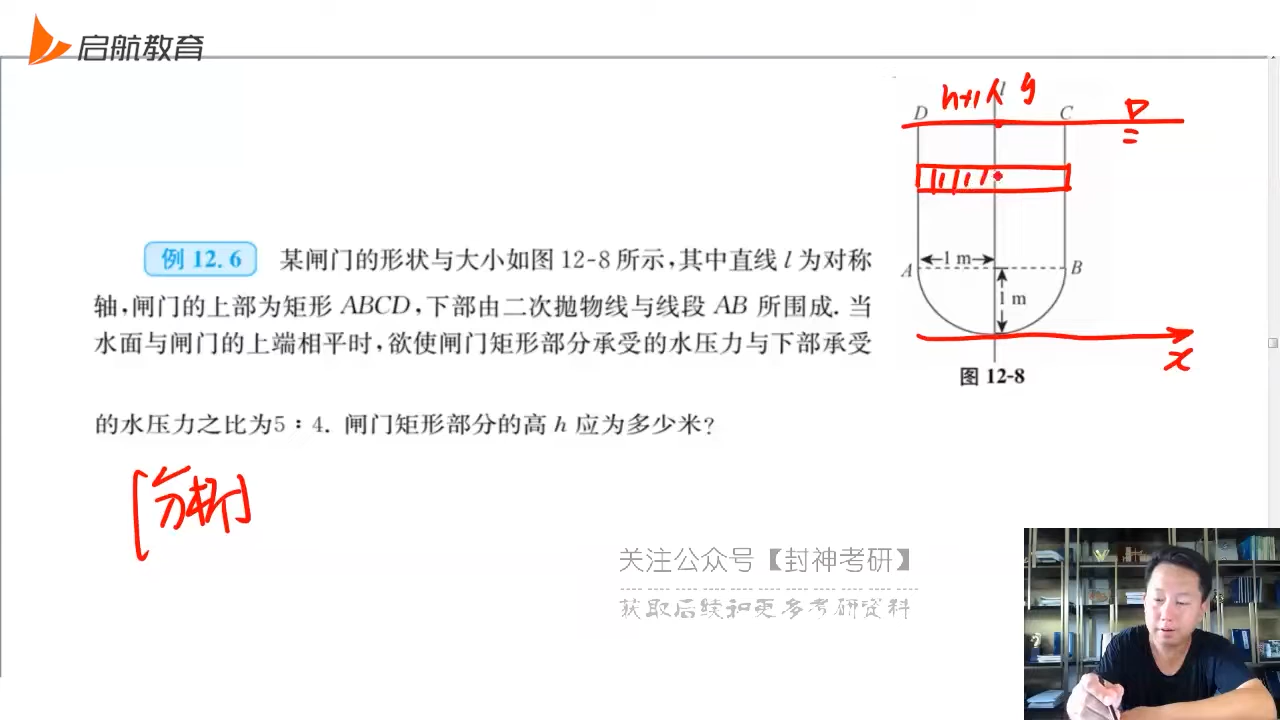 启航教育
h+1 y
l
D C
例 12.6 某闸门的形状与大小如图 12-8 所示,其中直线 l 为对称
轴,闸门的上部为矩形 ABCD,下部由二次抛物线与线段 AB 所围成. 当
水面与闸门的上端相平时,欲使闸门矩形部分承受的水压力与下部承受
的水压力之比为5∶4. 闸门矩形部分的高 h 应为多少米?
A 1 m B
1 m
x
图 12-8
[分析]
关注公众号【封神考研】
获取后续和更多考研资料